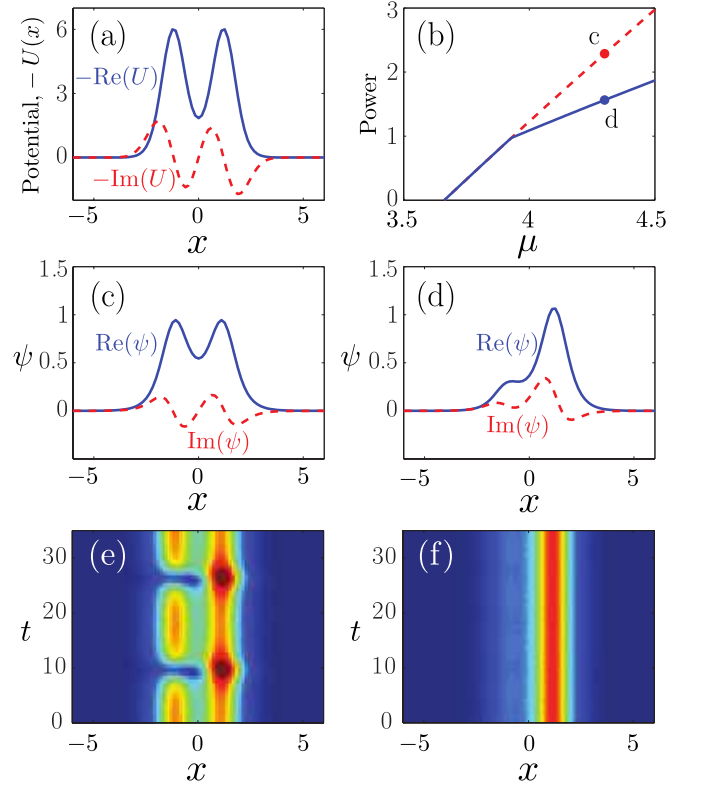 (a)
Potential, − U(x)
6
3
0
−Re(U)
−Im(U)
−5 0 5
x
(b)
Power
3
2
1
0
c
d
3.5 4 4.5
μ
(c)
ψ
1.5
1
0.5
0
Re(ψ)
Im(ψ)
−5 0 5
x
(d)
ψ
1.5
1
0.5
0
Re(ψ)
Im(ψ)
−5 0 5
x
(e)
t
30
20
10
0
−5 0 5
x
(f)
t
30
20
10
0
−5 0 5
x